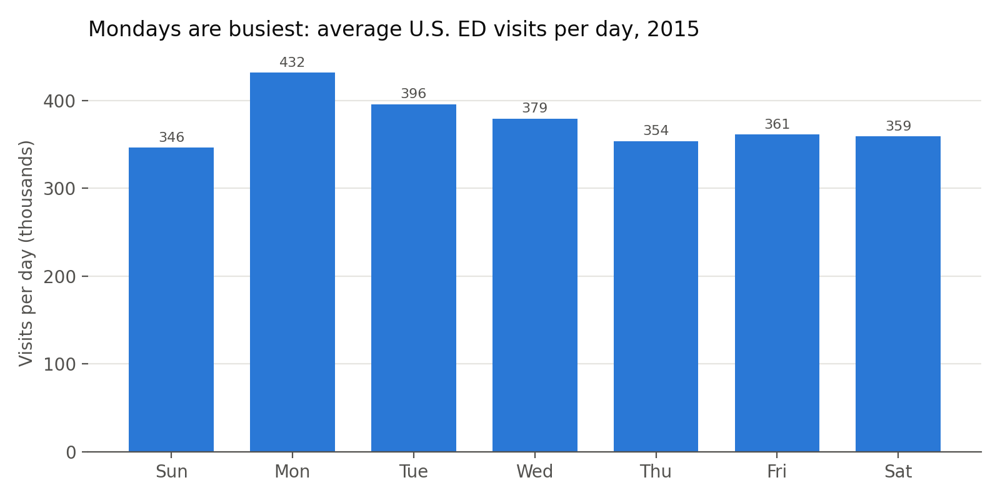 Mondays are busiest: average U.S. ED visits per day, 2015
Visits per day (thousands)
400
300
200
100
0
346
432
396
379
354
361
359
Sun
Mon
Tue
Wed
Thu
Fri
Sat